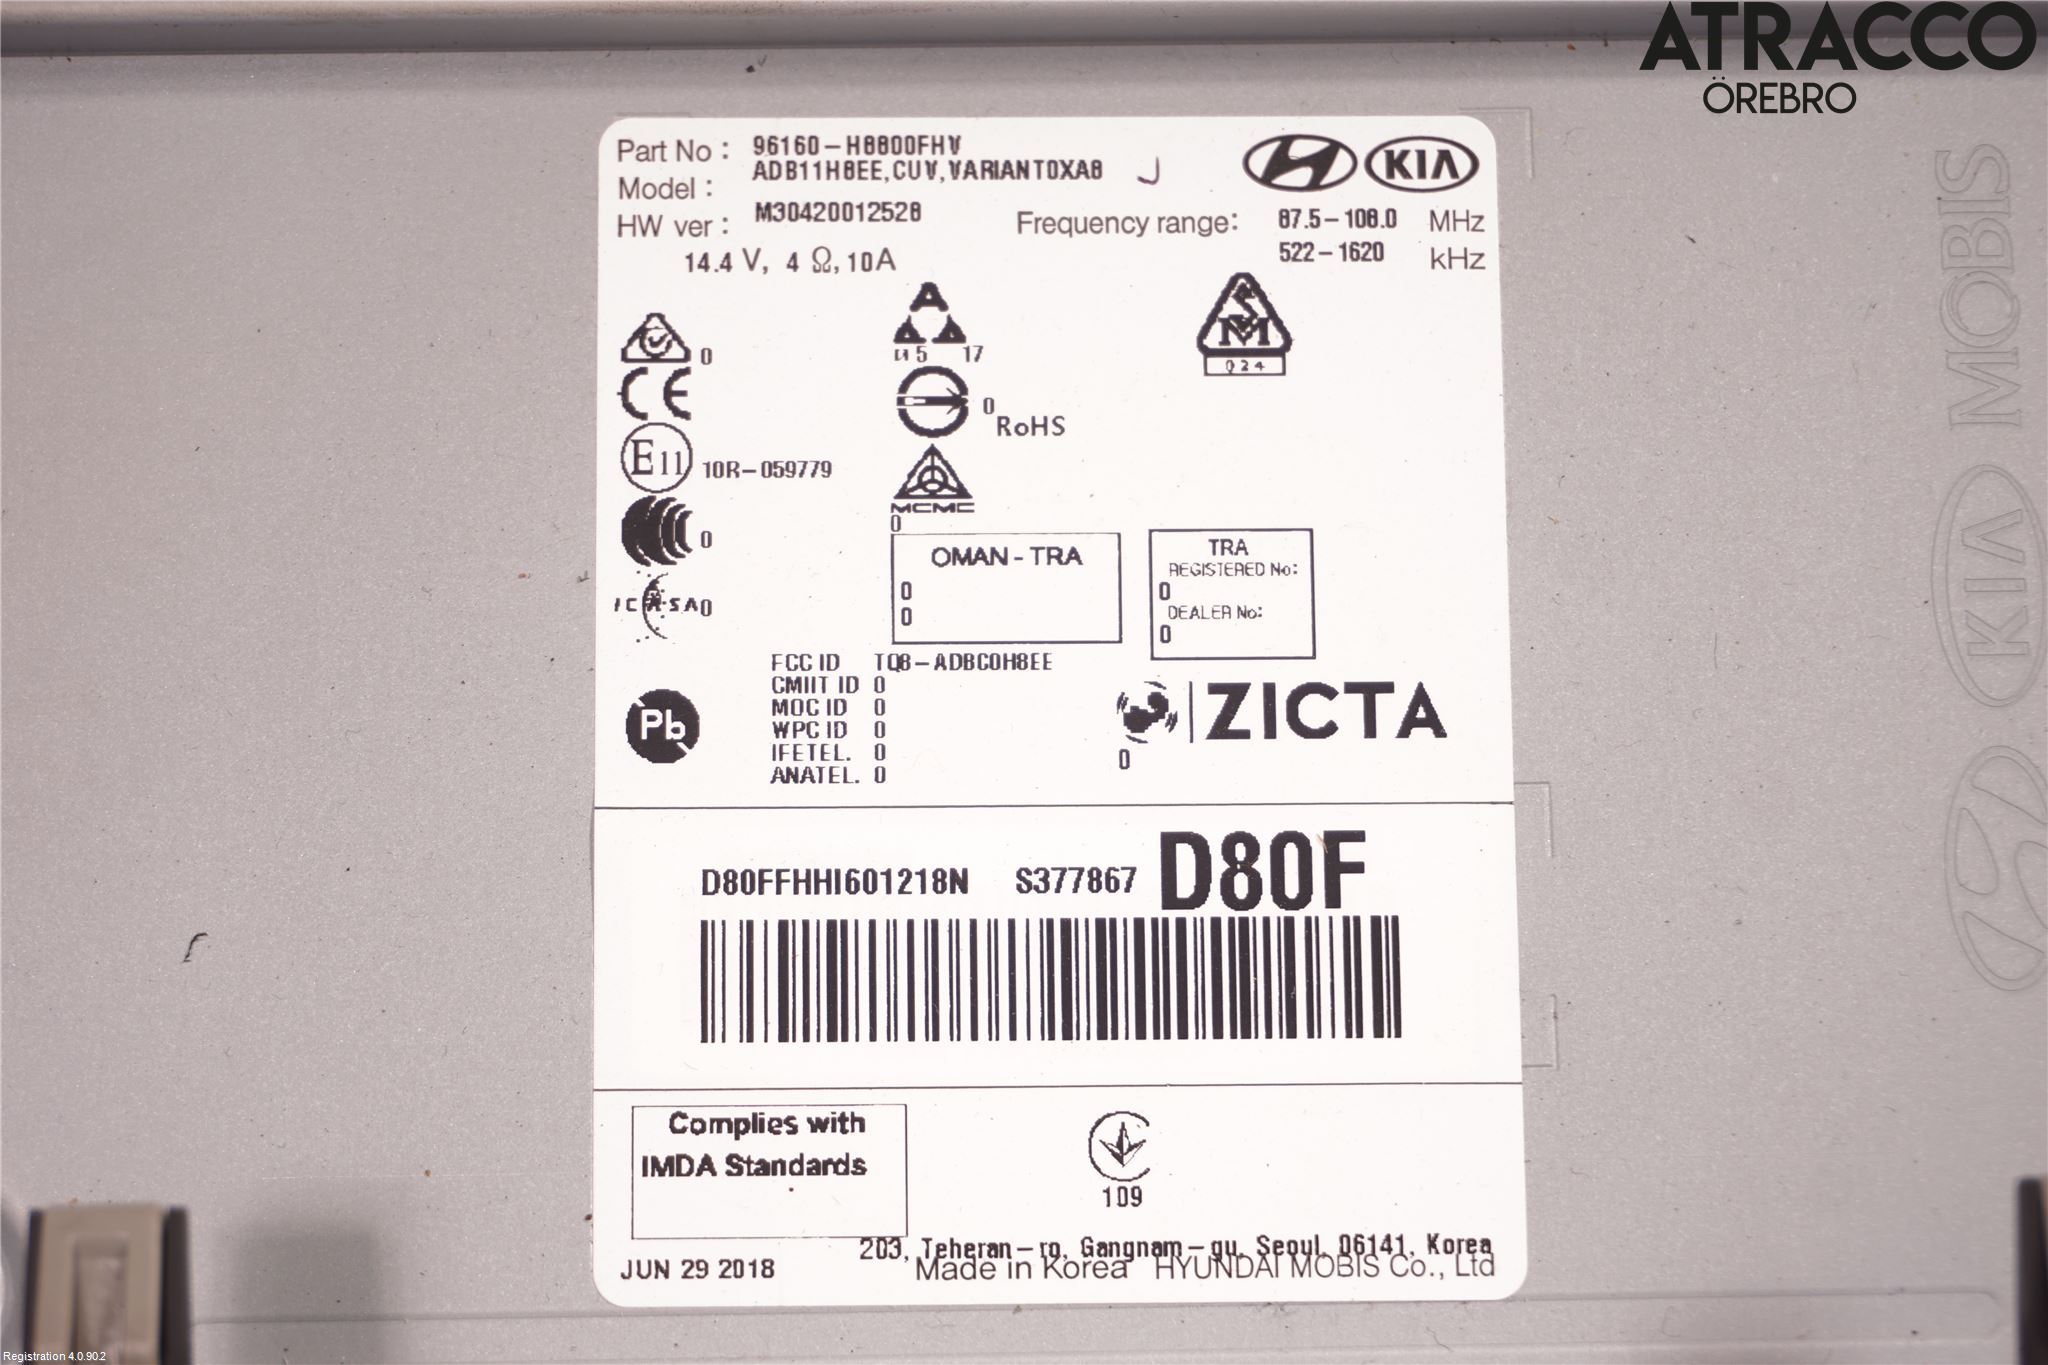 ATRACCO
ÖREBRO
Part No : 96160-H8800FHV
Model : ADB11H8EE,CUV,VARIANT0XA8
HW ver : M30420012528
14.4 V, 4 Ω, 10A
HYUNDAI KIA
Frequency range: 87.5-108.0 MHz
522-1620 kHz
0
A
5 17
S
M
024
CE
0
RoHS
E11 10R-059779
MCMC
0
0
OMAN - TRA
0
0
TRA
REGISTERED No:
0
DEALER No:
0
ICASA 0
FCC ID TQ8-ADBC0H8EE
CMIIT ID 0
MOC ID 0
WPC ID 0
IFETEL. 0
ANATEL. 0
Pb
ZICTA
0
D80FFHHI601218N S377867 D80F
Complies with
IMDA Standards
109
203, Teheran-ro, Gangnam-gu, Seoul, 06141, Korea
JUN 29 2018
Made in Korea HYUNDAI MOBIS Co., Ltd
MOBIS
KIA
Registration 4.0.90.2